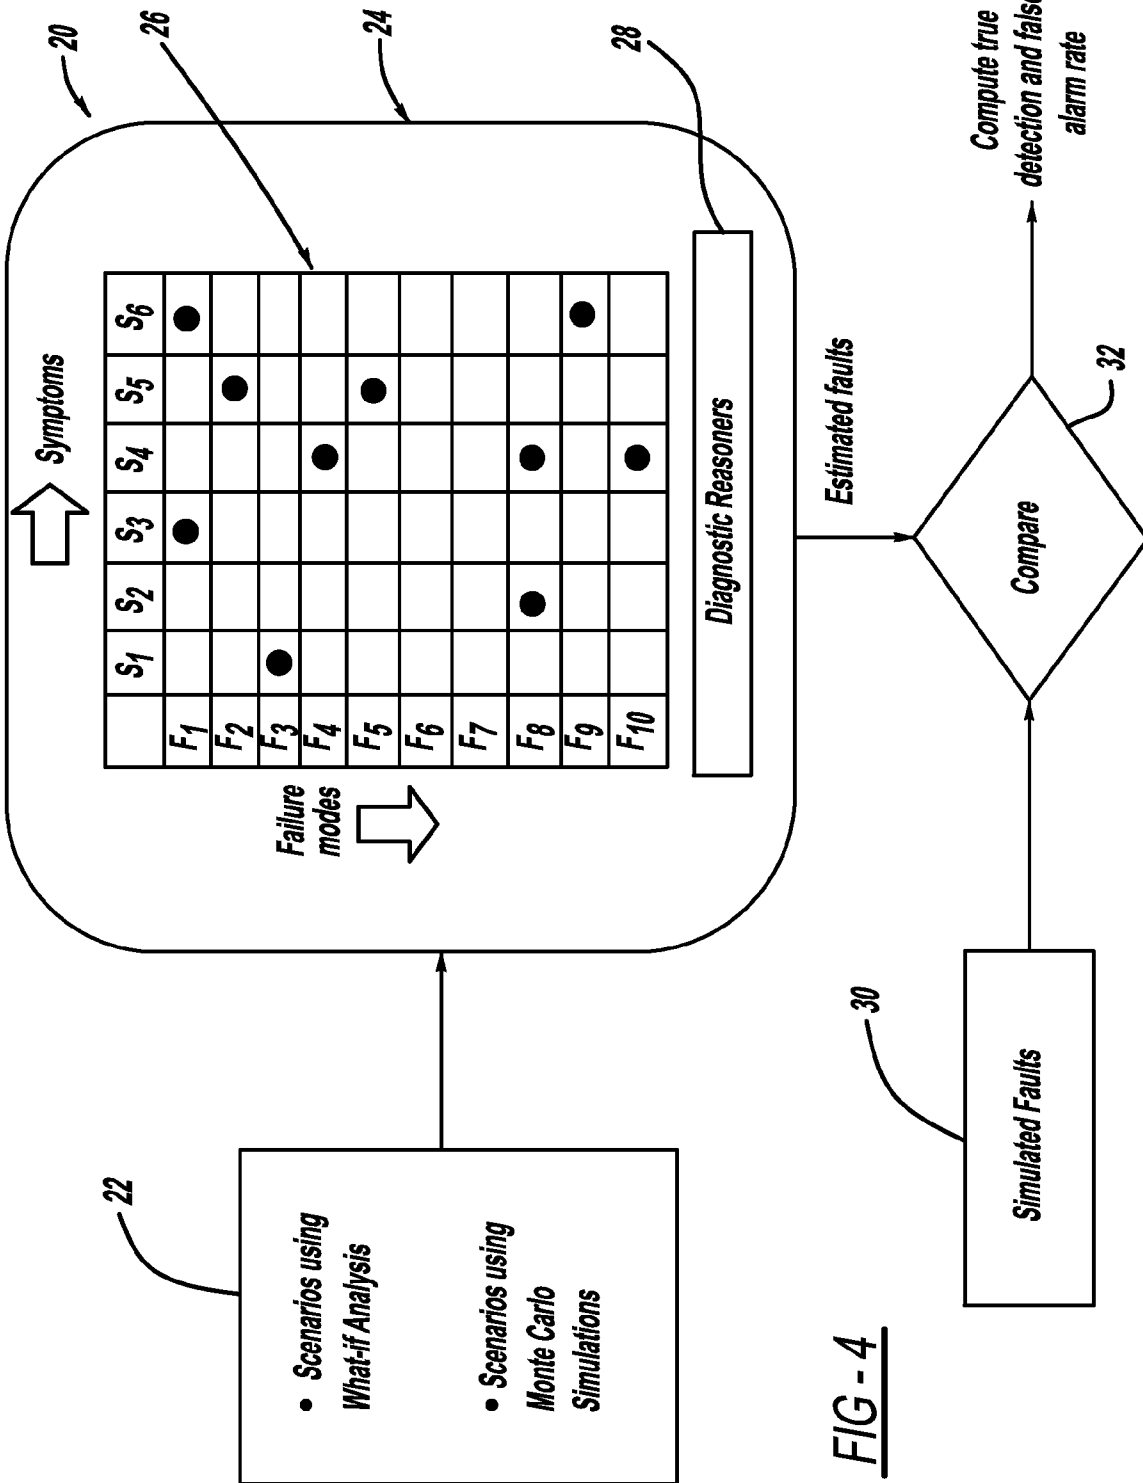 20
26
24
28
Symptoms
S1 S2 S3 S4 S5 S6
Failure
modes
F1
F2
F3
F4
F5
F6
F7
F8
F9
F10
Diagnostic Reasoners
22
• Scenarios using
What-if Analysis
• Scenarios using
Monte Carlo
Simulations
Estimated faults
30
Simulated Faults
Compare
32
Compute true
detection and false
alarm rate
FIG - 4